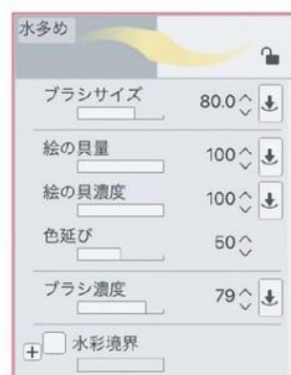 水多め
ブラシサイズ 80.0
絵の具量 100
絵の具濃度 100
色延び 50
ブラシ濃度 79
水彩境界